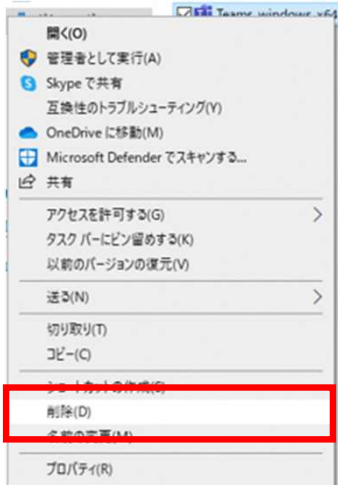 Teams_windows_x64
開く(O)
管理者として実行(A)
Skype で共有
互換性のトラブルシューティング(Y)
OneDrive に移動(M)
Microsoft Defender でスキャンする...
共有
アクセスを許可する(G)
タスク バーにピン留めする(K)
以前のバージョンの復元(V)
送る(N)
切り取り(T)
コピー(C)
ショートカットの作成(S)
削除(D)
名前の変更(M)
プロパティ(R)